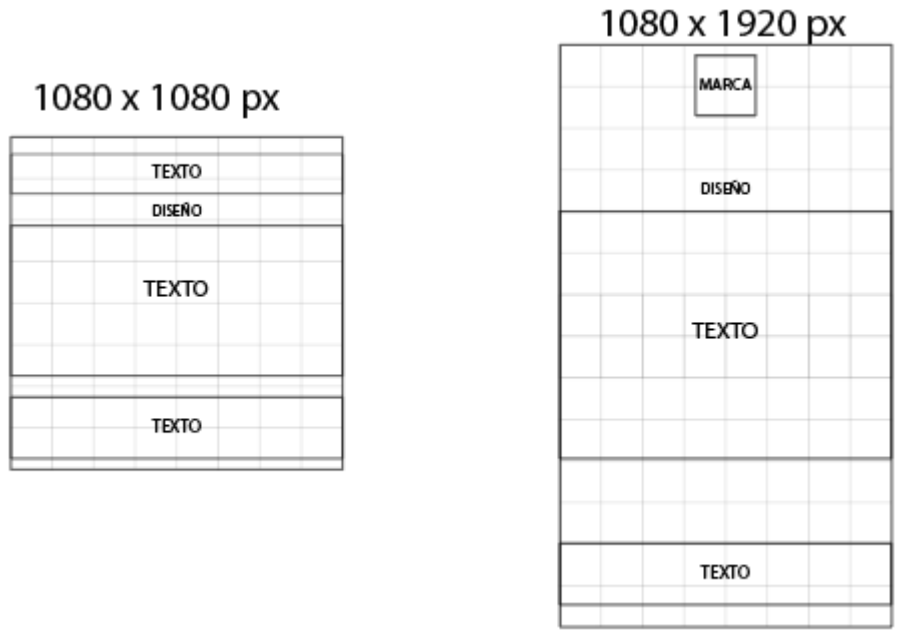 1080 x 1080 px
TEXTO
DISEÑO
TEXTO
TEXTO
1080 x 1920 px
MARCA
DISEÑO
TEXTO
TEXTO